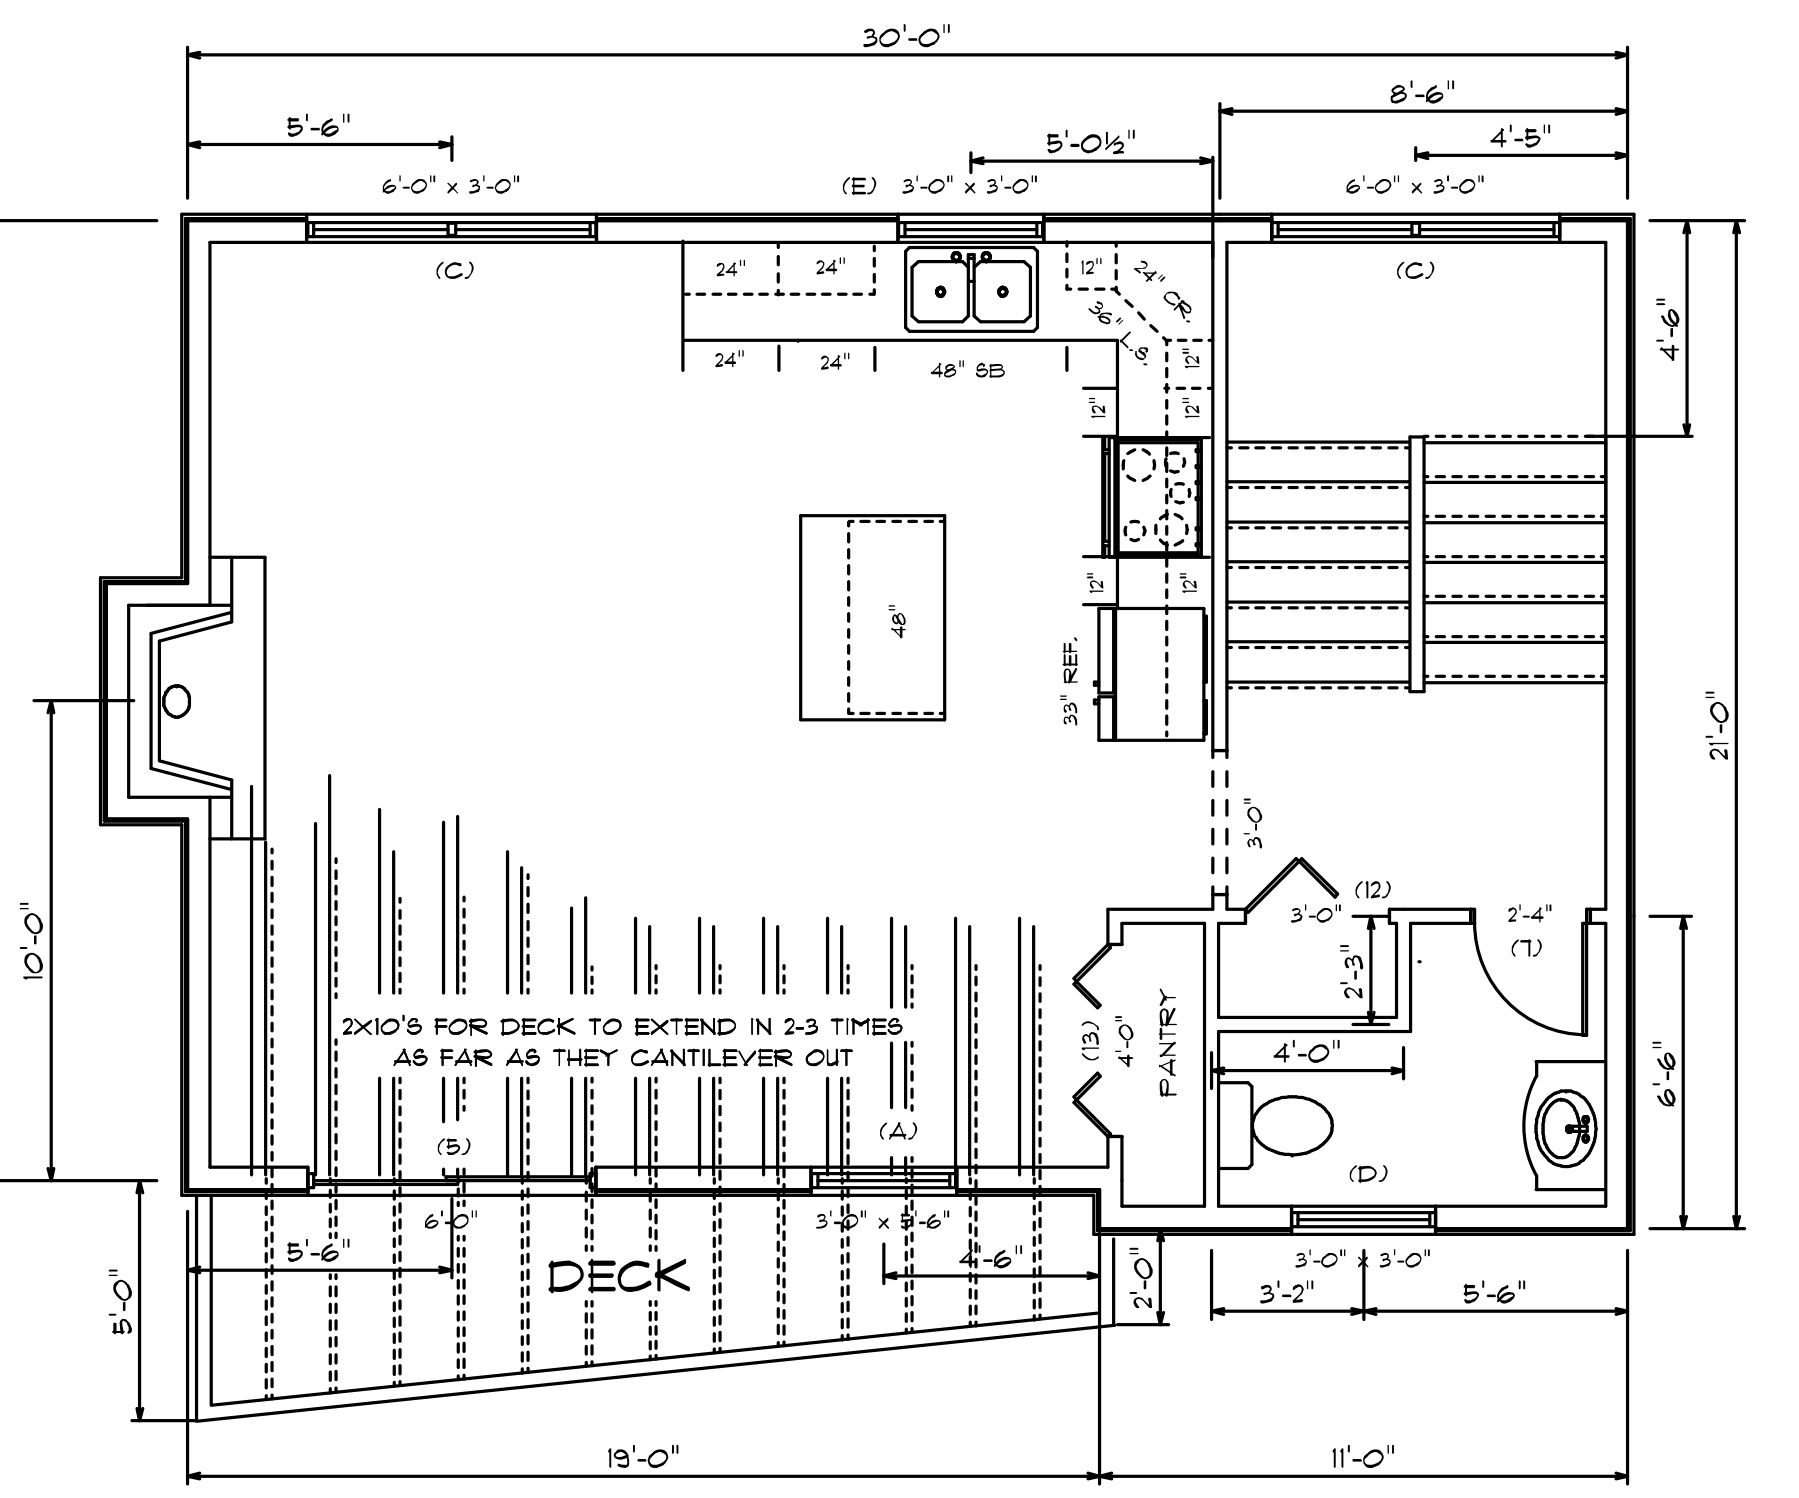 30'-0"
8'-6"
5'-6"
5'-0½"
4'-5"
6'-0" x 3'-0"
(E) 3'-0" x 3'-0"
6'-0" x 3'-0"
(C)
24"
24"
12"
24" CR.
(C)
36" L.S.
4'-6"
24"
24"
48" SB
12"
12"
12"
12"
12"
48"
33" REF.
21'-0"
3'-0"
10'-0"
(12)
3'-0"
2'-4"
(7)
2'-3"
2X10'S FOR DECK TO EXTEND IN 2-3 TIMES
AS FAR AS THEY CANTILEVER OUT
(13)
4'-0"
PANTRY
4'-0"
6'-6"
(5)
(A)
(D)
6'-0"
3'-0" x 5'-6"
5'-6"
DECK
4'-6"
2'-0"
3'-0" x 3'-0"
5'-0"
3'-2"
5'-6"
19'-0"
11'-0"